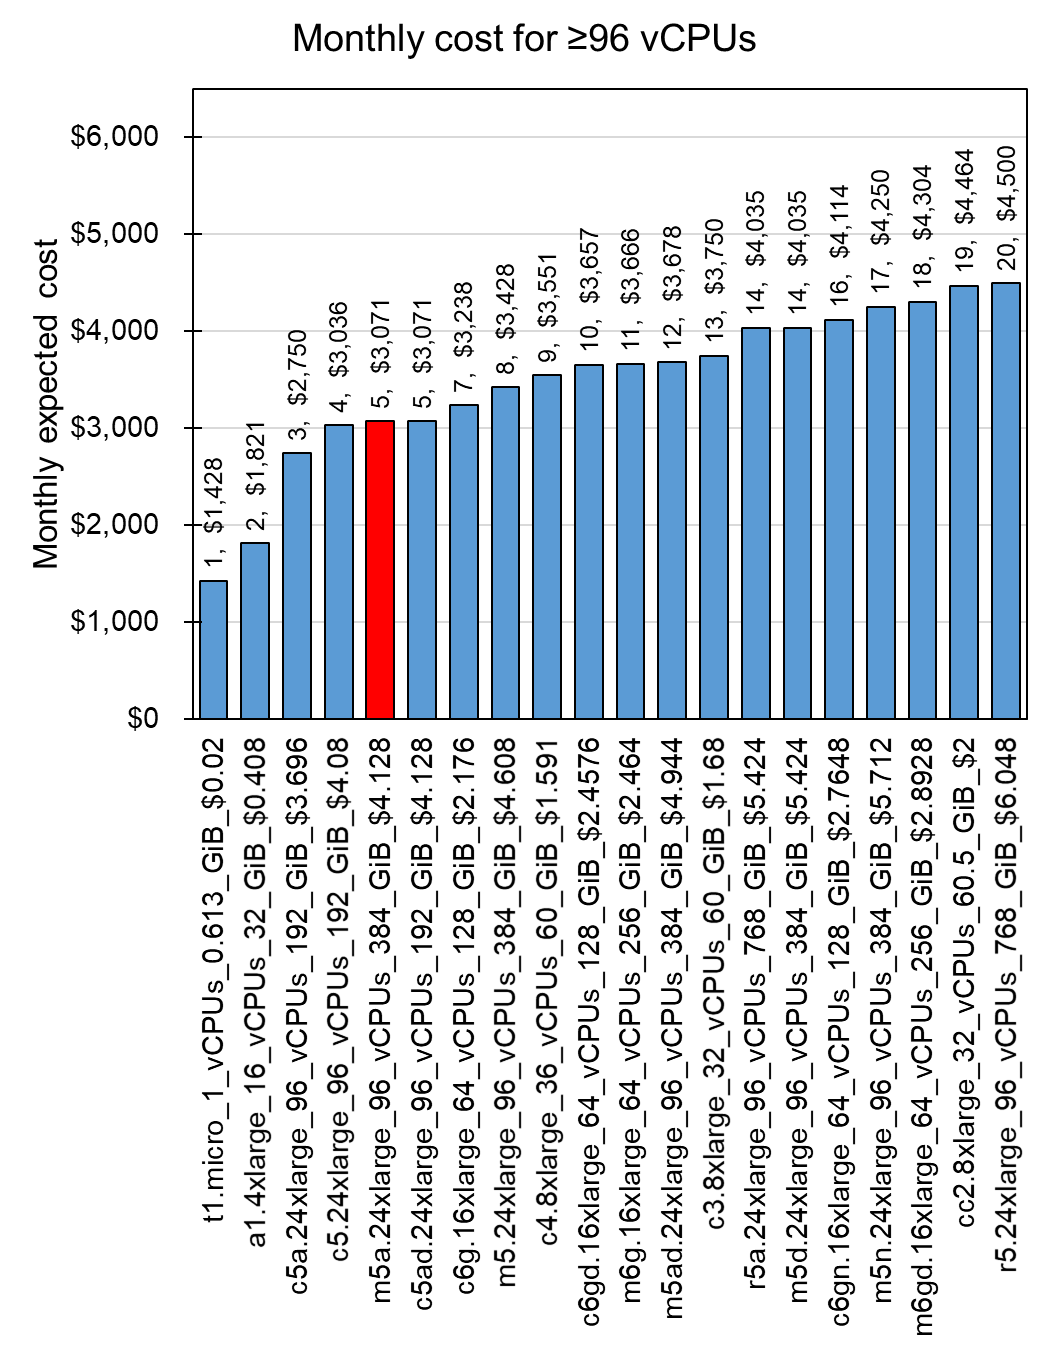 Monthly cost for ≥96 vCPUs
Monthly expected cost
$6,000
$5,000
$4,000
$3,000
$2,000
$1,000
$0
1, $1,428
2, $1,821
3, $2,750
4, $3,036
5, $3,071
5, $3,071
7, $3,238
8, $3,428
9, $3,551
10, $3,657
11, $3,666
12, $3,678
13, $3,750
14, $4,035
14, $4,035
16, $4,114
17, $4,250
18, $4,304
19, $4,464
20, $4,500
t1.micro_1_vCPUs_0.613_GiB_$0.02
a1.4xlarge_16_vCPUs_32_GiB_$0.408
c5a.24xlarge_96_vCPUs_192_GiB_$3.696
c5.24xlarge_96_vCPUs_192_GiB_$4.08
m5a.24xlarge_96_vCPUs_384_GiB_$4.128
c5ad.24xlarge_96_vCPUs_192_GiB_$4.128
c6g.16xlarge_64_vCPUs_128_GiB_$2.176
m5.24xlarge_96_vCPUs_384_GiB_$4.608
c4.8xlarge_36_vCPUs_60_GiB_$1.591
c6gd.16xlarge_64_vCPUs_128_GiB_$2.4576
m6g.16xlarge_64_vCPUs_256_GiB_$2.464
m5ad.24xlarge_96_vCPUs_384_GiB_$4.944
c3.8xlarge_32_vCPUs_60_GiB_$1.68
r5a.24xlarge_96_vCPUs_768_GiB_$5.424
m5d.24xlarge_96_vCPUs_384_GiB_$5.424
c6gn.16xlarge_64_vCPUs_128_GiB_$2.7648
m5n.24xlarge_96_vCPUs_384_GiB_$5.712
m6gd.16xlarge_64_vCPUs_256_GiB_$2.8928
cc2.8xlarge_32_vCPUs_60.5_GiB_$2
r5.24xlarge_96_vCPUs_768_GiB_$6.048